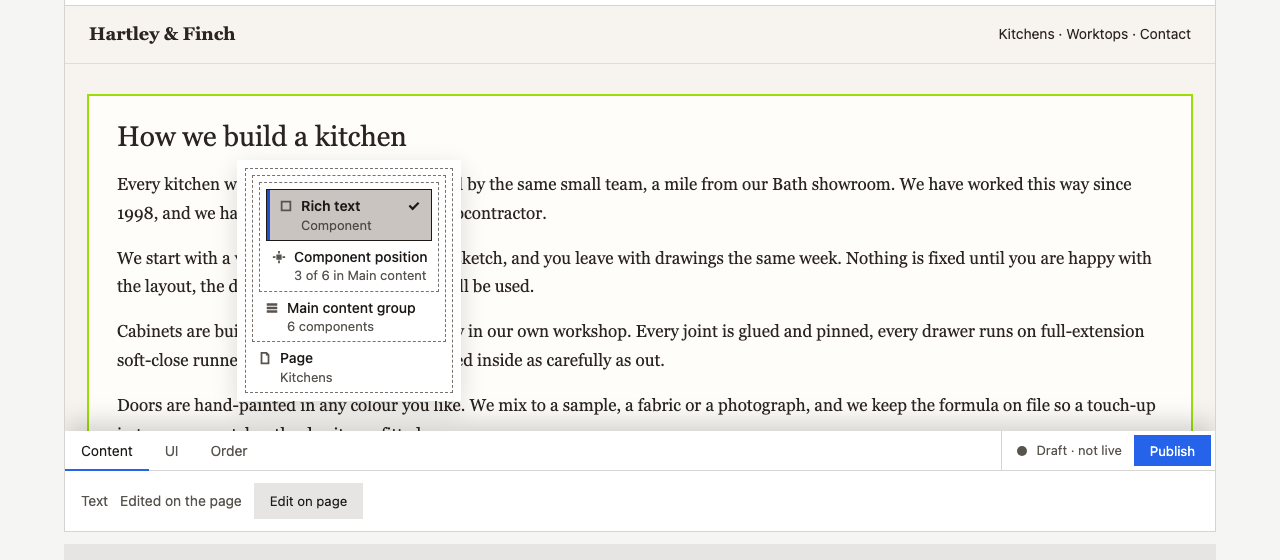 Hartley & Finch
Kitchens · Worktops · Contact
How we build a kitchen
Every kitchen w by the same small team, a mile from our Bath showroom. We have worked this way since
1998, and we ha contractor.
We start with a ketch, and you leave with drawings the same week. Nothing is fixed until you are happy with
the layout, the d ll be used.
Cabinets are bui in our own workshop. Every joint is glued and pinned, every drawer runs on full-extension
soft-close runne ed inside as carefully as out.
Doors are hand-painted in any colour you like. We mix to a sample, a fabric or a photograph, and we keep the formula on file so a touch-up
Rich text
Component
Component position
3 of 6 in Main content
Main content group
6 components
Page
Kitchens
Content
UI
Order
Draft · not live
Publish
Text
Edited on the page
Edit on page